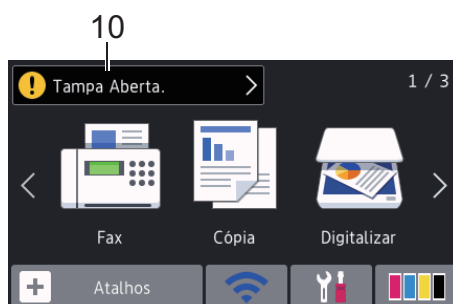 10
! Tampa Aberta. >
1 / 3
< >
Fax Cópia Digitalizar
+ Atalhos